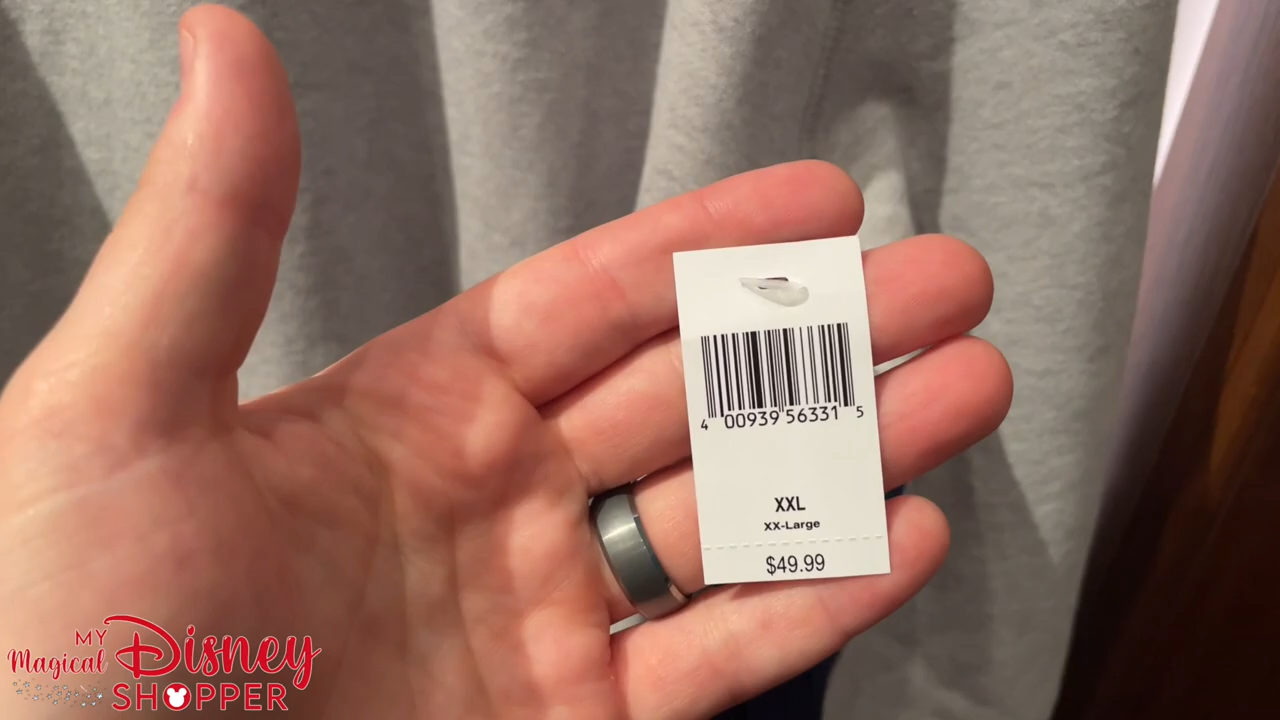 4 00939 56331 5
XXL
XX-Large
$49.99
MY
Magical Disney
SHOPPER